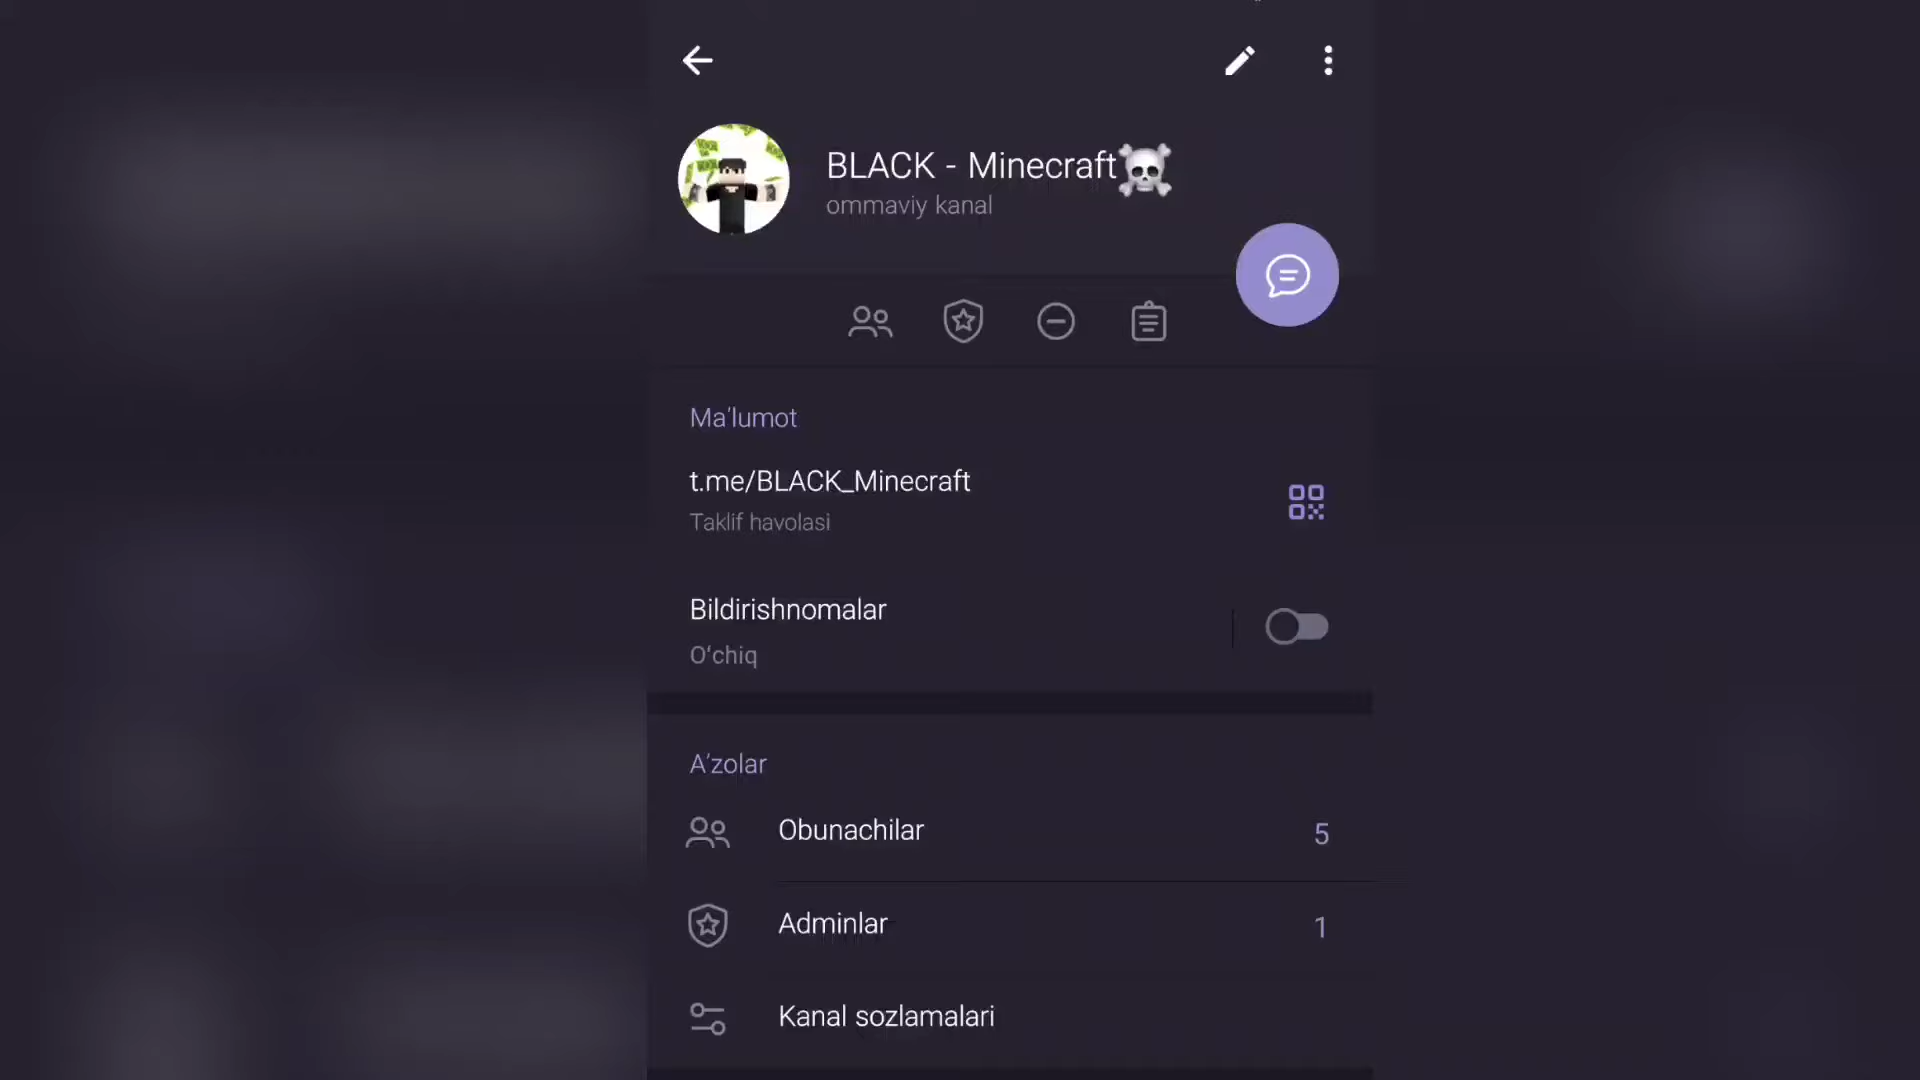 BLACK - Minecraft☠️
ommaviy kanal
Ma'lumot
t.me/BLACK_Minecraft
Taklif havolasi
Bildirishnomalar
O‘chiq
A'zolar
Obunachilar 5
Adminlar 1
Kanal sozlamalari